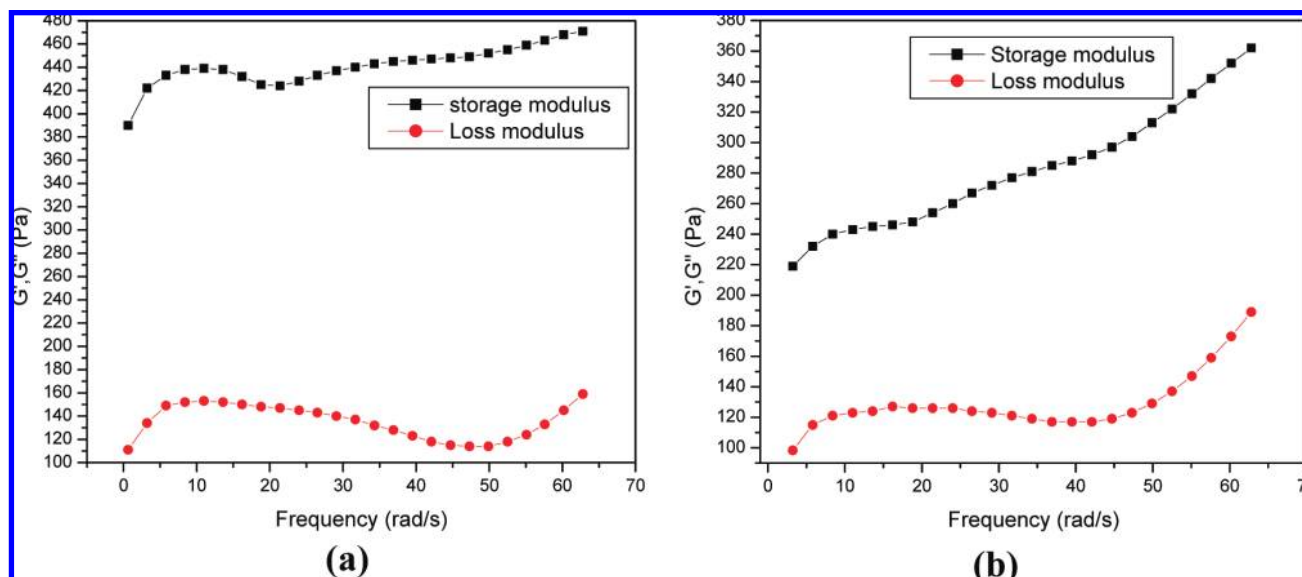 480
460
440
420
400
380
360
340
320
300
280
260
240
220
200
180
160
140
120
100
G',G'' (Pa)
storage modulus
Loss modulus
0 10 20 30 40 50 60 70
Frequency (rad/s)
(a)
360
340
320
300
280
260
240
220
200
180
160
140
120
100
G',G'' (Pa)
Storage modulus
Loss modulus
0 10 20 30 40 50 60 7
Frequency (rad/s)
(b)